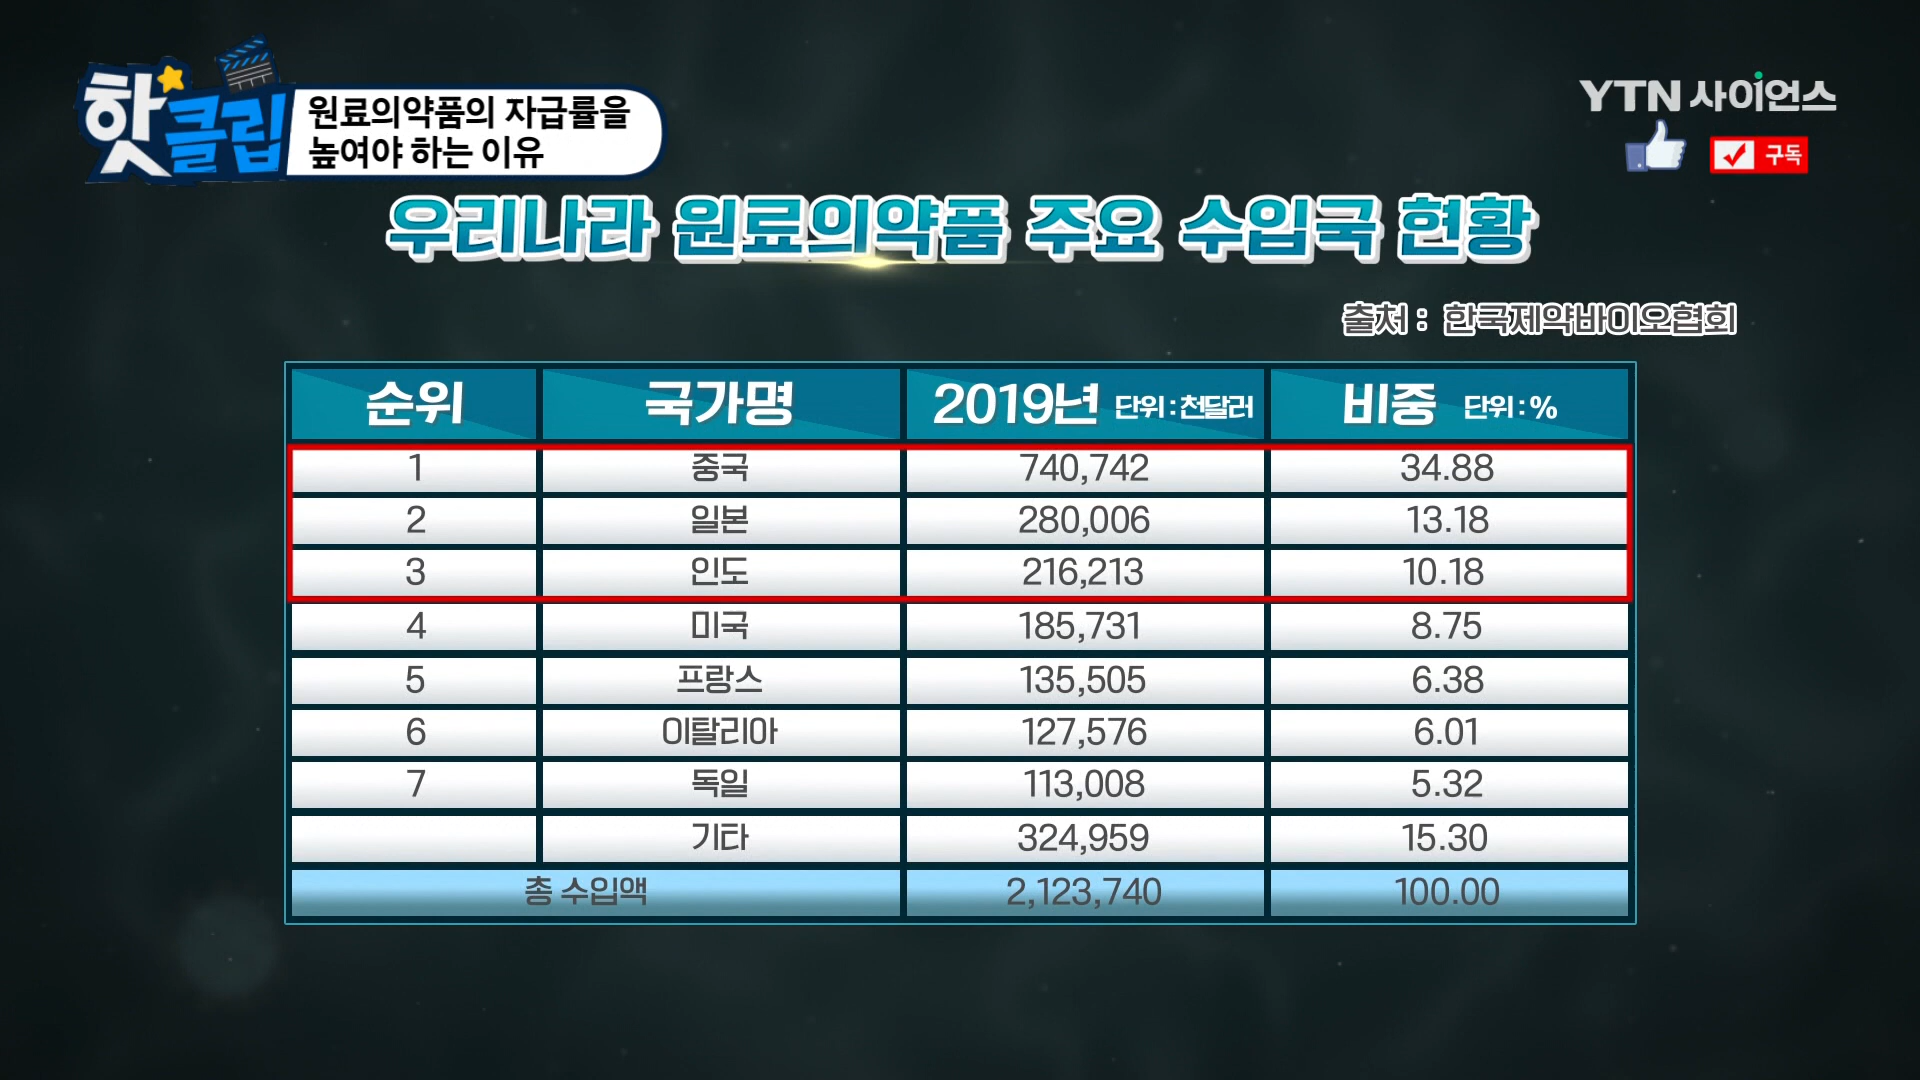 핫클립
원료의약품의 자급률을
높여야 하는 이유
YTN 사이언스
구독
우리나라 원료의약품 주요 수입국 현황
출처 : 한국제약바이오협회
순위 국가명 2019년 단위 : 천달러 비중 단위 : %
1 중국 740,742 34.88
2 일본 280,006 13.18
3 인도 216,213 10.18
4 미국 185,731 8.75
5 프랑스 135,505 6.38
6 이탈리아 127,576 6.01
7 독일 113,008 5.32
기타 324,959 15.30
총 수입액 2,123,740 100.00